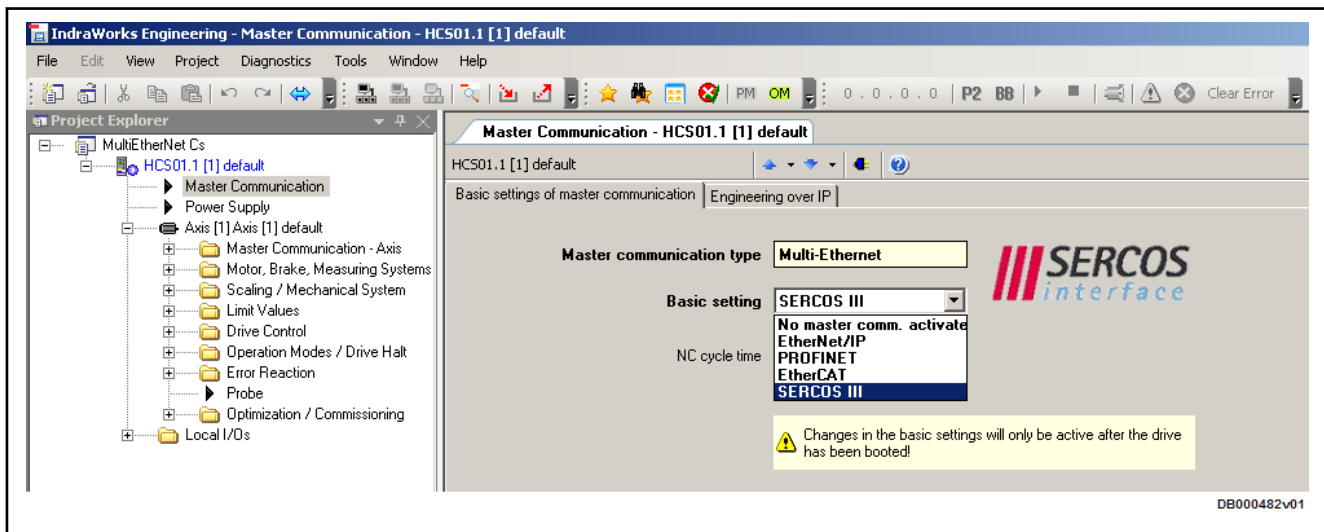 IndraWorks Engineering - Master Communication - HCS01.1 [1] default
File Edit View Project Diagnostics Tools Window Help
PM OM 0 . 0 . 0 . 0 P2 BB Clear Error
Project Explorer
MultiEtherNet Cs
HCS01.1 [1] default
Master Communication
Power Supply
Axis [1] Axis [1] default
Master Communication - Axis
Motor, Brake, Measuring Systems
Scaling / Mechanical System
Limit Values
Drive Control
Operation Modes / Drive Halt
Error Reaction
Probe
Optimization / Commissioning
Local I/Os
Master Communication - HCS01.1 [1] default
HCS01.1 [1] default
Basic settings of master communication Engineering over IP
Master communication type Multi-Ethernet
SERCOS
interface
Basic setting SERCOS III
No master comm. activate
EtherNet/IP
NC cycle time PROFINET
EtherCAT
SERCOS III
Changes in the basic settings will only be active after the drive
has been booted!
DB000482v01